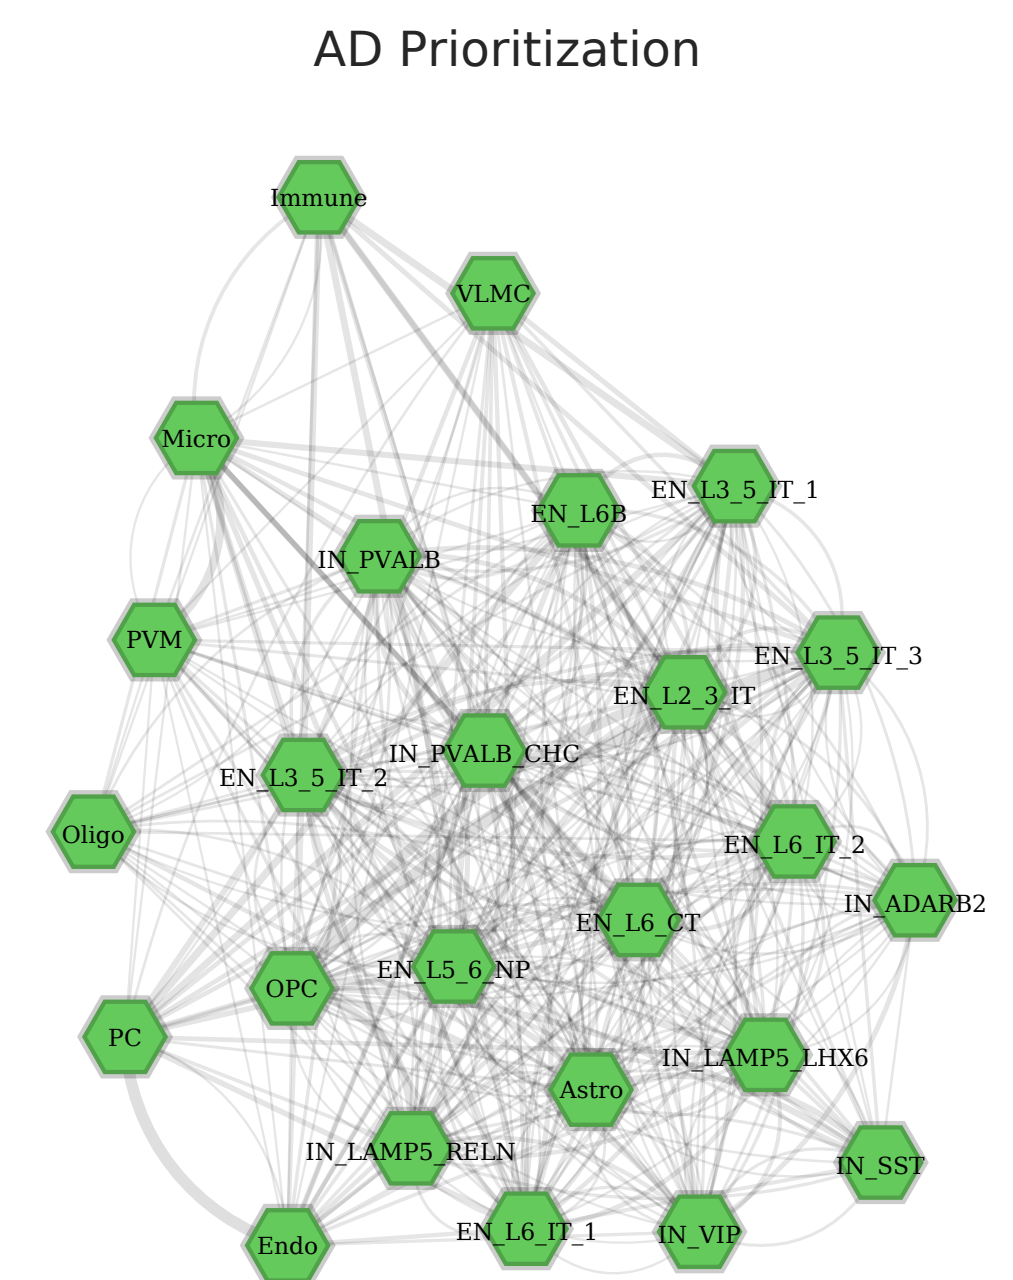 AD Prioritization
Immune
VLMC
Micro
EN_L3_5_IT_1
EN_L6B
IN_PVALB
PVM
EN_L3_5_IT_3
EN_L2_3_IT
IN_PVALB_CHC
EN_L3_5_IT_2
Oligo
EN_L6_IT_2
IN_ADARB2
EN_L6_CT
EN_L5_6_NP
OPC
PC
IN_LAMP5_LHX6
Astro
IN_LAMP5_RELN
IN_SST
EN_L6_IT_1
IN_VIP
Endo